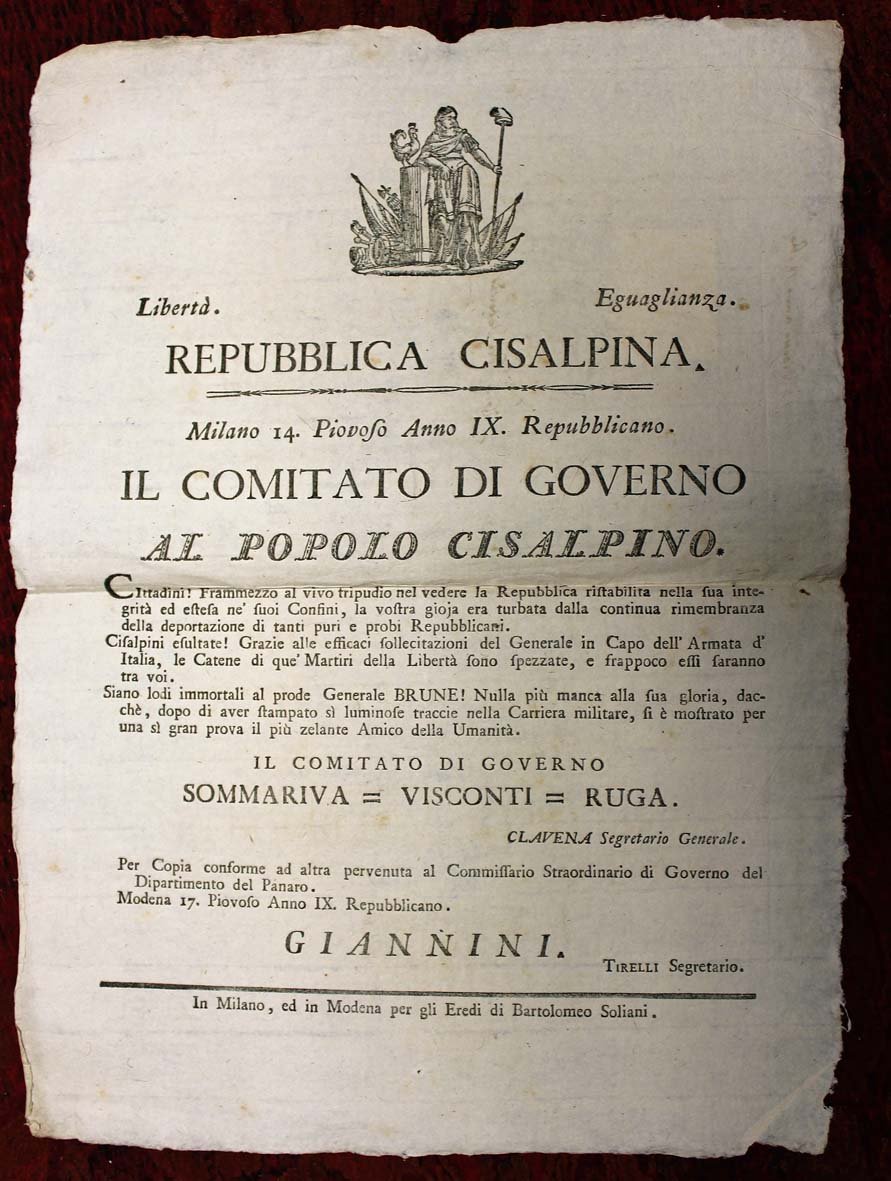 Libertà. Eguaglianza.
REPUBBLICA CISALPINA.
Milano 14. Piovoſo Anno IX. Repubblicano.
IL COMITATO DI GOVERNO
AL POPOLO CISALPINO.
CIttadini! Frammezzo al vivo tripudio nel vedere la Repubblica riſtabilita nella ſua inte-
grità ed eſteſa ne' ſuoi Confini, la voſtra gioja era turbata dalla continua rimembranza
della deportazione di tanti puri e probi Repubblicani.
Ciſalpini eſultate! Grazie alle efficaci ſollecitazioni del Generale in Capo dell' Armata d'
Italia, le Catene di que' Martiri della Libertà ſono ſpezzate, e frappoco eſſi ſaranno
tra voi.
Siano lodi immortali al prode Generale BRUNE! Nulla più manca alla ſua gloria, dac-
chè, dopo di aver ſtampato sì luminoſe traccie nella Carriera militare, ſi è moſtrato per
una sì gran prova il più zelante Amico della Umanità.
IL COMITATO DI GOVERNO
SOMMARIVA = VISCONTI = RUGA.
CLAVENA Segretario Generale.
Per Copia conforme ad altra pervenuta al Commiſſario Straordinario di Governo del
Dipartimento del Panaro.
Modena 17. Piovoſo Anno IX. Repubblicano.
GIANNINI.
TIRELLI Segretario.
In Milano, ed in Modena per gli Eredi di Bartolomeo Soliani.